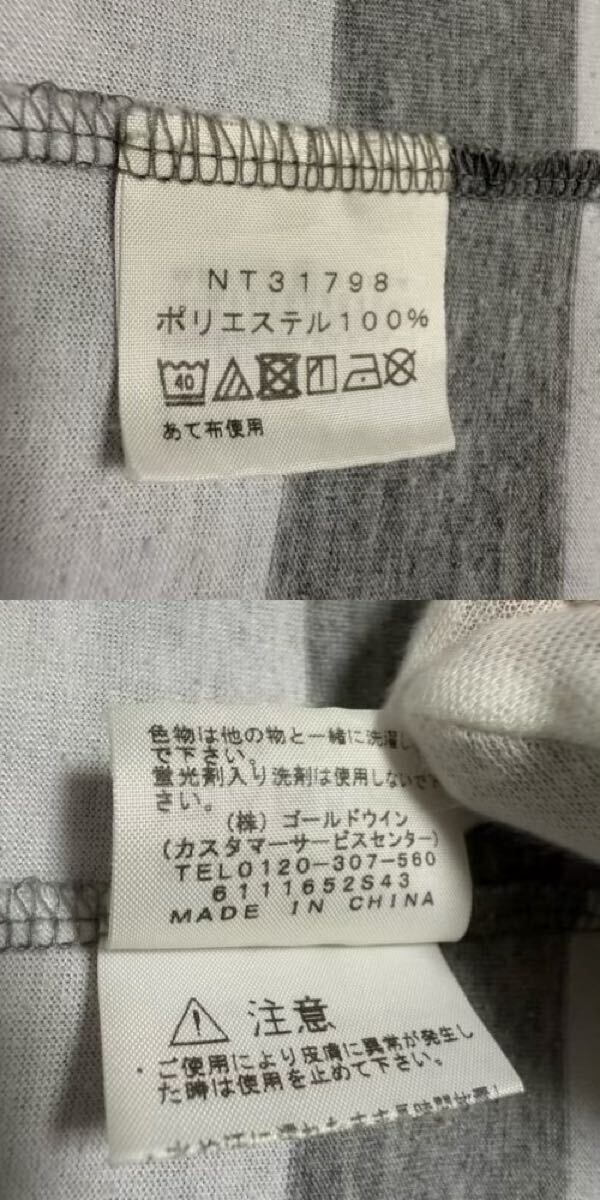 NT31798
ポリエステル100%
40
あて布使用
色物は他の物と一緒に洗濯し
で下さい。
蛍光剤入り洗剤は使用しないで下
さい。
(株) ゴールドウイン
(カスタマーサービスセンター)
TEL0120-307-560
6111652S43
MADE IN CHINA
注意
・ご使用により皮膚に異常が発生し
た時は使用を止めて下さい。